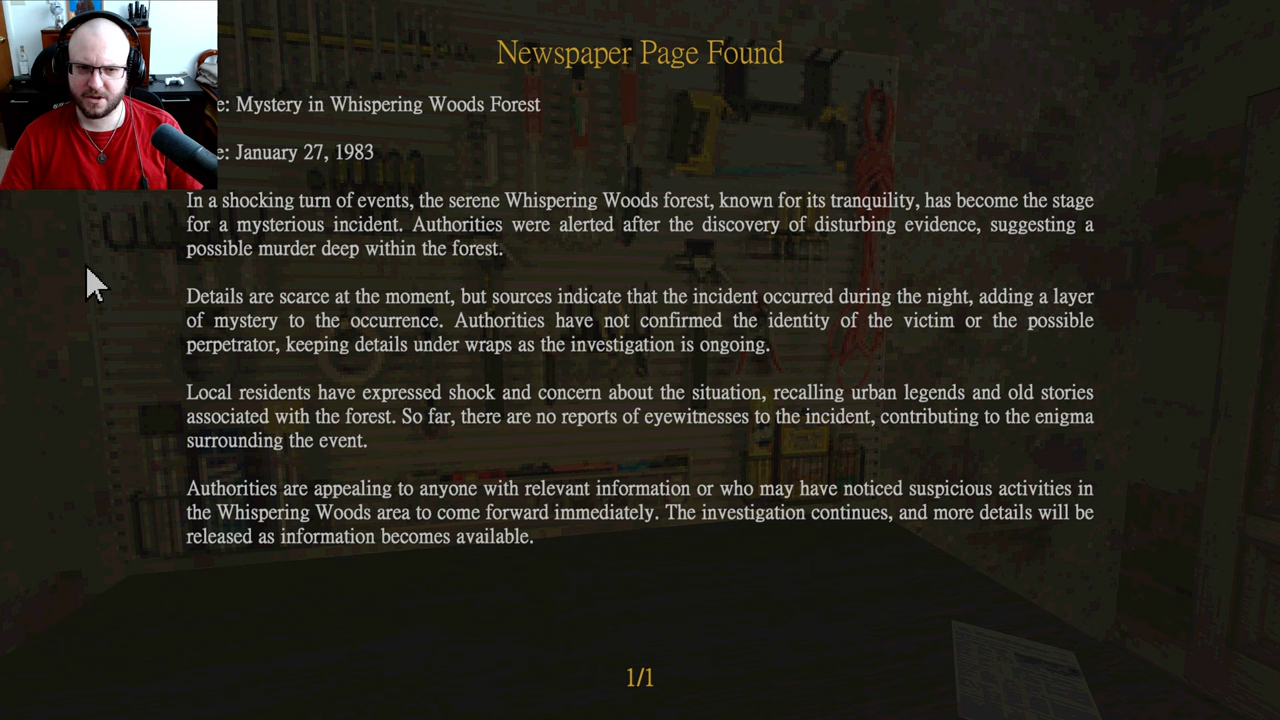 Newspaper Page Found
e: Mystery in Whispering Woods Forest
e: January 27, 1983
In a shocking turn of events, the serene Whispering Woods forest, known for its tranquility, has become the stage
for a mysterious incident. Authorities were alerted after the discovery of disturbing evidence, suggesting a
possible murder deep within the forest.
Details are scarce at the moment, but sources indicate that the incident occurred during the night, adding a layer
of mystery to the occurrence. Authorities have not confirmed the identity of the victim or the possible
perpetrator, keeping details under wraps as the investigation is ongoing.
Local residents have expressed shock and concern about the situation, recalling urban legends and old stories
associated with the forest. So far, there are no reports of eyewitnesses to the incident, contributing to the enigma
surrounding the event.
Authorities are appealing to anyone with relevant information or who may have noticed suspicious activities in
the Whispering Woods area to come forward immediately. The investigation continues, and more details will be
released as information becomes available.
1/1